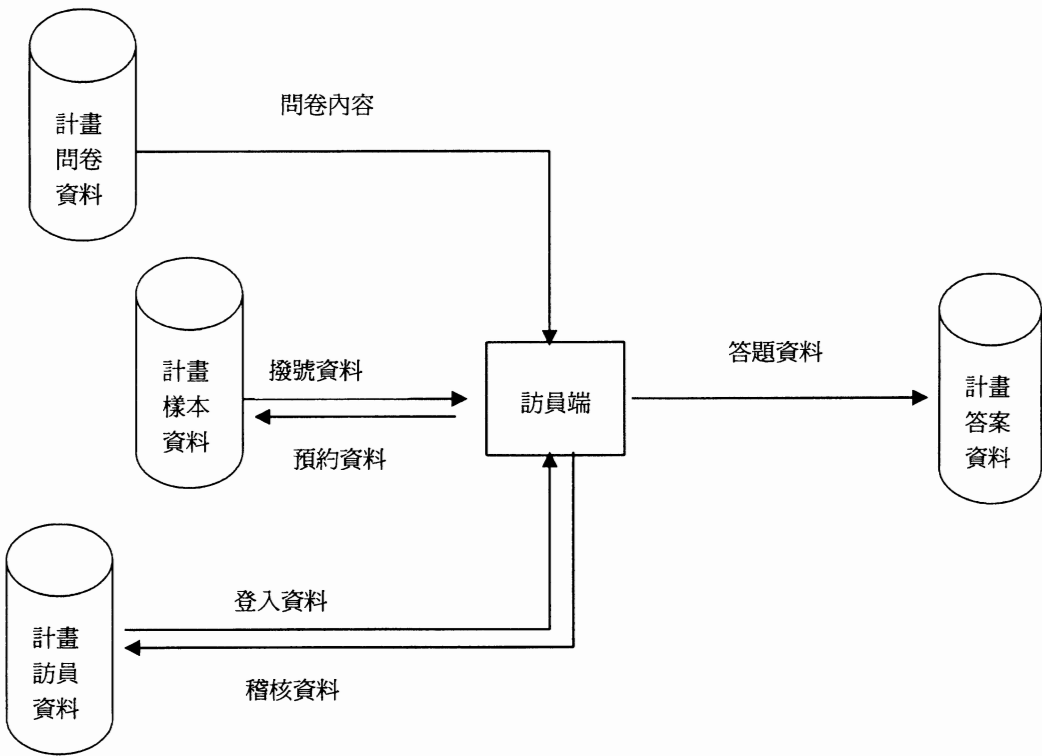 問卷內容
計畫
問卷
資料
計畫
樣本
資料
撥號資料
預約資料
訪員端
答題資料
計畫
答案
資料
登入資料
計畫
訪員
資料
稽核資料